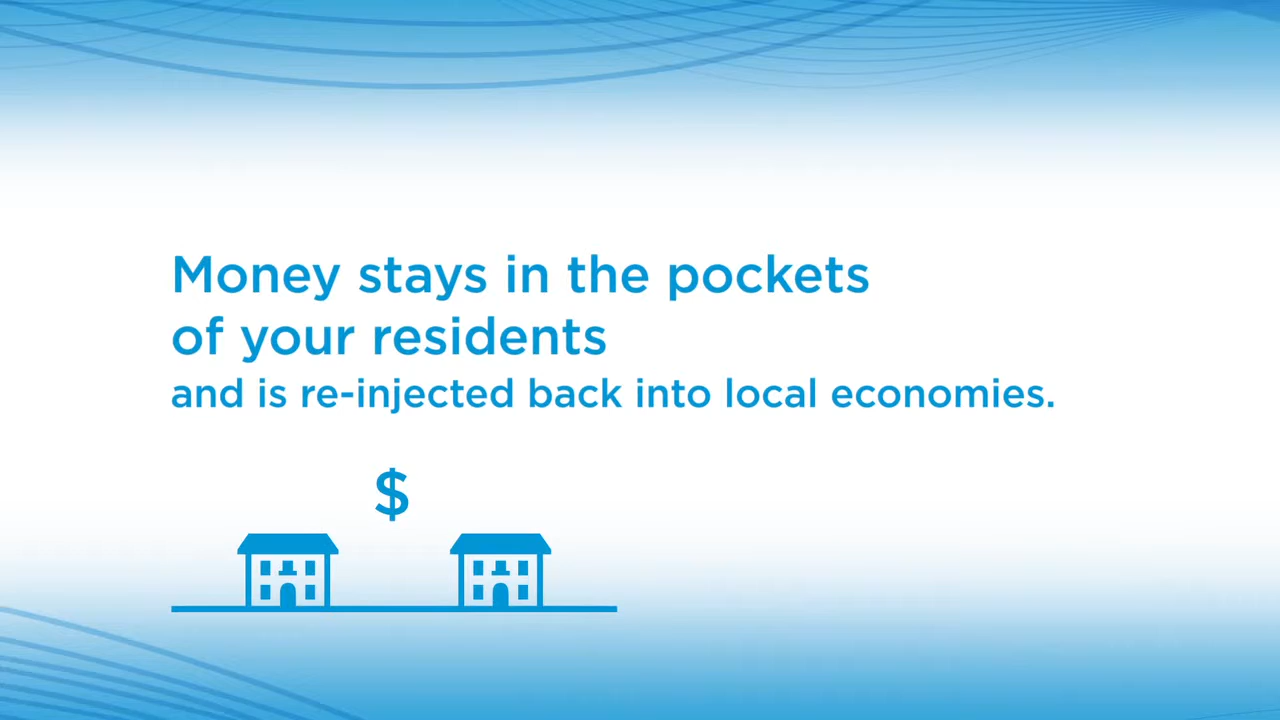 Money stays in the pockets
of your residents
and is re-injected back into local economies.
$